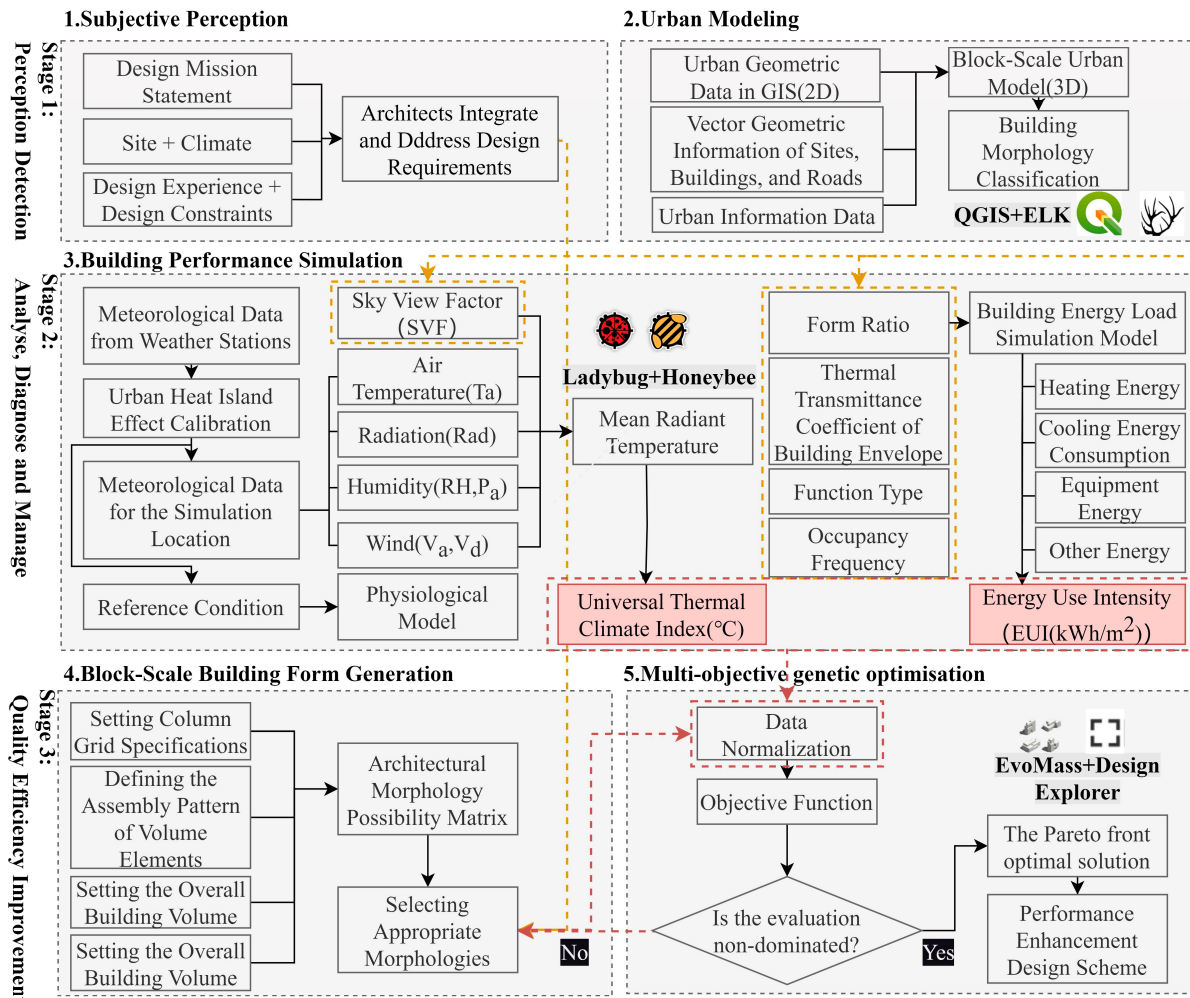 1.Subjective Perception
2.Urban Modeling
Stage 1:
Perception Detection
Design Mission
Statement
Site + Climate
Design Experience +
Design Constraints
Architects Integrate
and Dddress Design
Requirements
Urban Geometric
Data in GIS(2D)
Vector Geometric
Information of Sites,
Buildings, and Roads
Urban Information Data
Block-Scale Urban
Model(3D)
Building
Morphology
Classification
QGIS+ELK
3.Building Performance Simulation
Stage 2:
Analyse, Diagnose and Manage
Meteorological Data
from Weather Stations
Urban Heat Island
Effect Calibration
Meteorological Data
for the Simulation
Location
Reference Condition
Sky View Factor
(SVF)
Air
Temperature(Ta)
Radiation(Rad)
Humidity(RH,Pa)
Wind(Va,Vd)
Physiological
Model
Ladybug+Honeybee
Mean Radiant
Temperature
Universal Thermal
Climate Index(℃)
Form Ratio
Thermal
Transmittance
Coefficient of
Building Envelope
Function Type
Occupancy
Frequency
Building Energy Load
Simulation Model
Heating Energy
Cooling Energy
Consumption
Equipment
Energy
Other Energy
Energy Use Intensity
(EUI(kWh/m²))
4.Block-Scale Building Form Generation
5.Multi-objective genetic optimisation
Stage 3:
Quality Efficiency Improvement
Setting Column
Grid Specifications
Defining the
Assembly Pattern
of Volume
Elements
Setting the Overall
Building Volume
Setting the Overall
Building Volume
Architectural
Morphology
Possibility Matrix
Selecting
Appropriate
Morphologies
No
Data
Normalization
Objective Function
Is the evaluation
non-dominated?
Yes
EvoMass+Design
Explorer
The Pareto front
optimal solution
Performance
Enhancement
Design Scheme